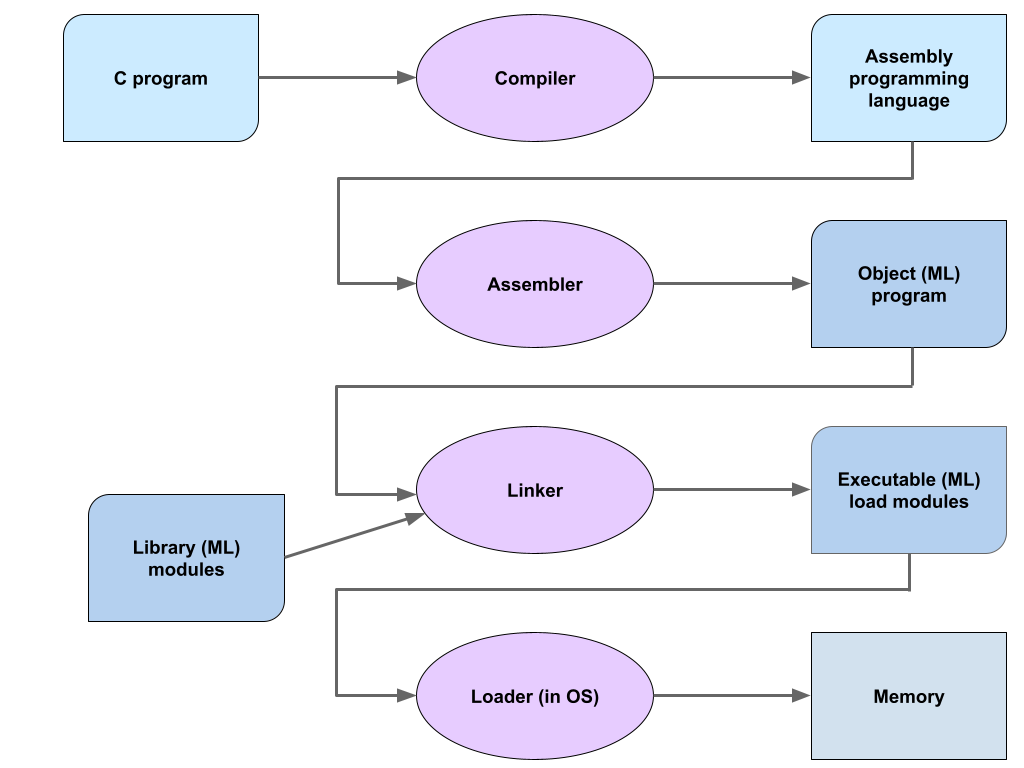 C program
Compiler
Assembly
programming
language
Assembler
Object (ML)
program
Linker
Executable (ML)
load modules
Library (ML)
modules
Loader (in OS)
Memory